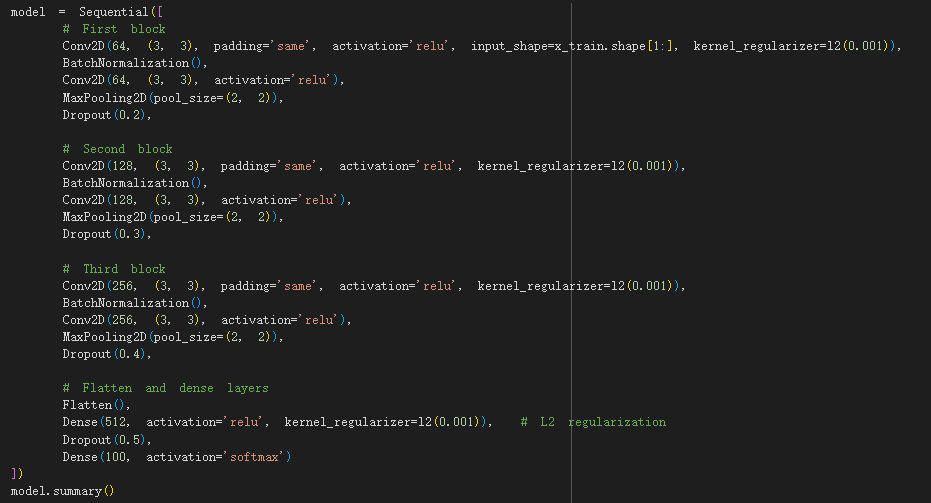 model = Sequential([
# First block
Conv2D(64, (3, 3), padding='same', activation='relu', input_shape=x_train.shape[1:], kernel_regularizer=l2(0.001)),
BatchNormalization(),
Conv2D(64, (3, 3), activation='relu'),
MaxPooling2D(pool_size=(2, 2)),
Dropout(0.2),
# Second block
Conv2D(128, (3, 3), padding='same', activation='relu', kernel_regularizer=l2(0.001)),
BatchNormalization(),
Conv2D(128, (3, 3), activation='relu'),
MaxPooling2D(pool_size=(2, 2)),
Dropout(0.3),
# Third block
Conv2D(256, (3, 3), padding='same', activation='relu', kernel_regularizer=l2(0.001)),
BatchNormalization(),
Conv2D(256, (3, 3), activation='relu'),
MaxPooling2D(pool_size=(2, 2)),
Dropout(0.4),
# Flatten and dense layers
Flatten(),
Dense(512, activation='relu', kernel_regularizer=l2(0.001)), # L2 regularization
Dropout(0.5),
Dense(100, activation='softmax')
])
model.summary()